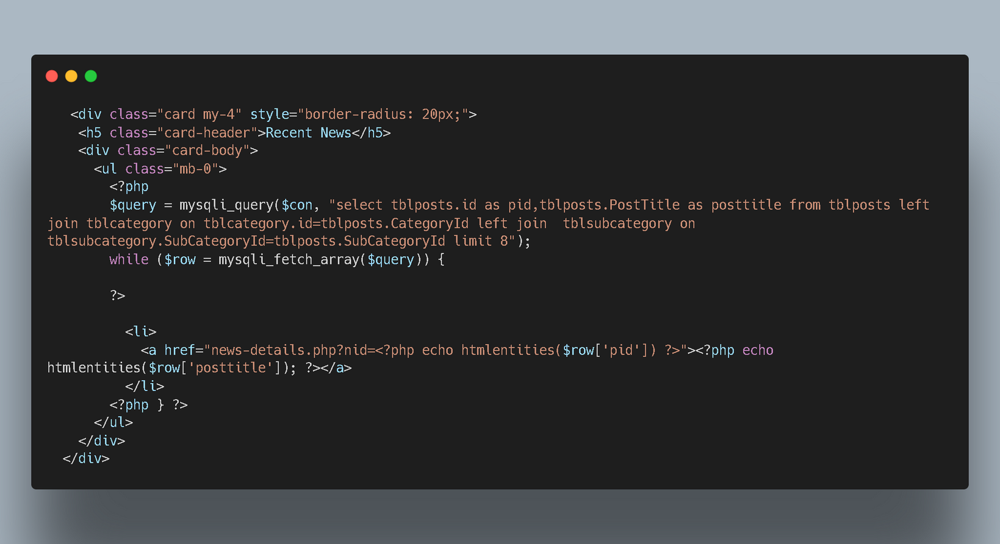 <div class="card my-4" style="border-radius: 20px;">
<h5 class="card-header">Recent News</h5>
<div class="card-body">
<ul class="mb-0">
<?php
$query = mysqli_query($con, "select tblposts.id as pid,tblposts.PostTitle as posttitle from tblposts left
join tblcategory on tblcategory.id=tblposts.CategoryId left join  tblsubcategory on
tblsubcategory.SubCategoryId=tblposts.SubCategoryId limit 8");
while ($row = mysqli_fetch_array($query)) {
?>
<li>
<a href="news-details.php?nid=<?php echo htmlentities($row['pid']) ?>"><?php echo
htmlentities($row['posttitle']); ?></a>
</li>
<?php } ?>
</ul>
</div>
</div>